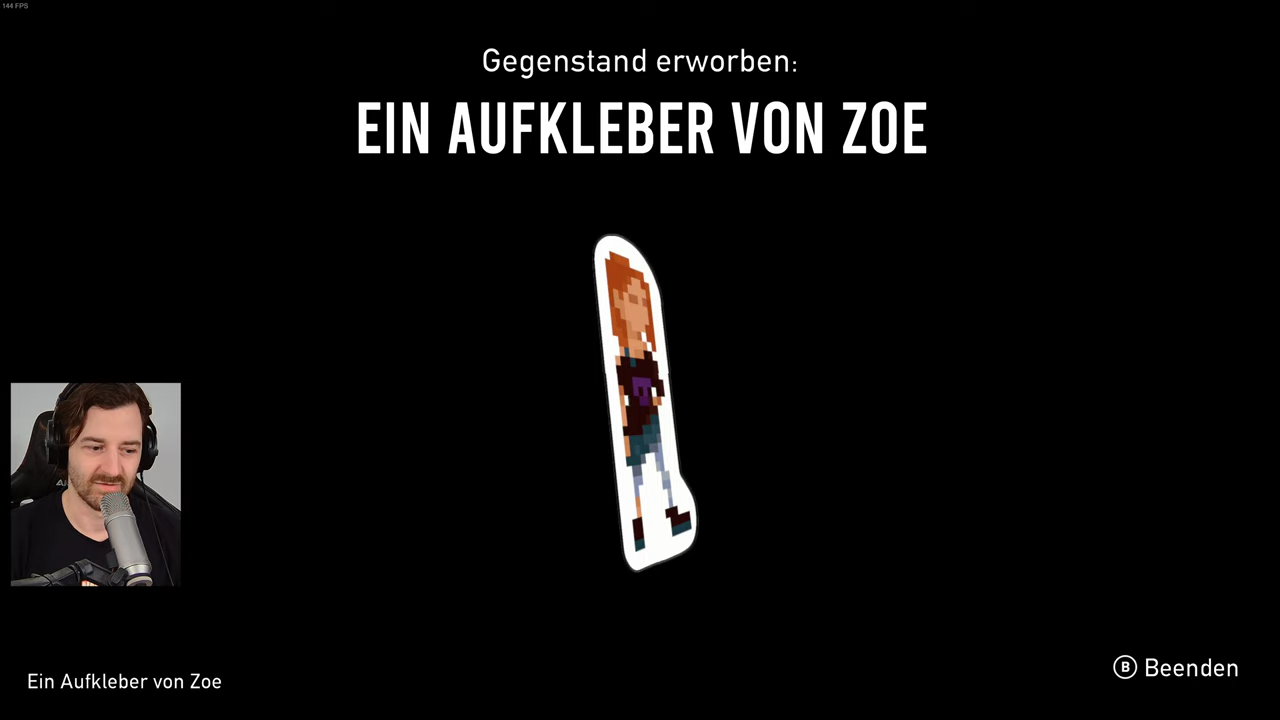 144 FPS
Gegenstand erworben:
EIN AUFKLEBER VON ZOE
Ein Aufkleber von Zoe
B Beenden